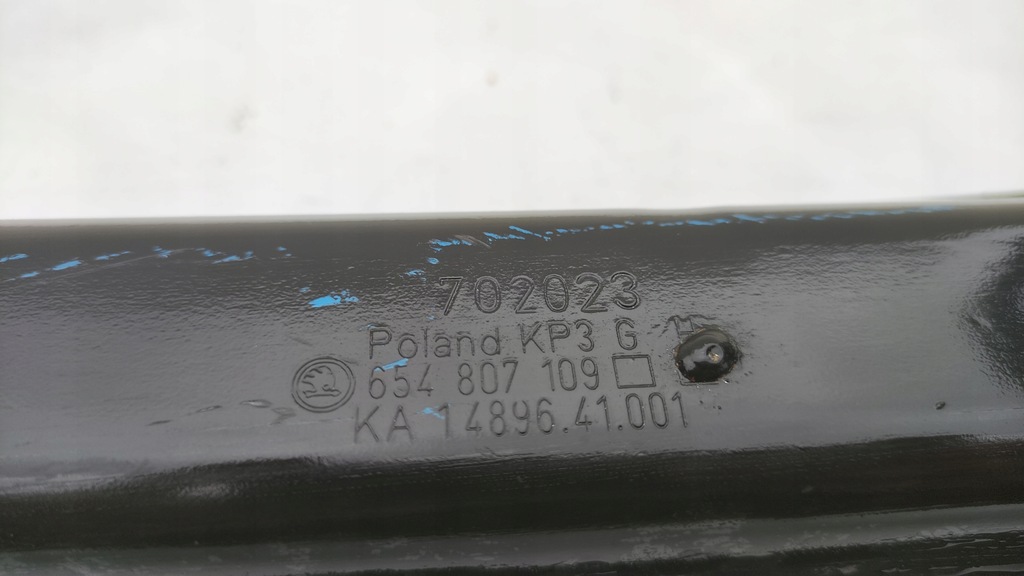 702023
Poland KP3 G
654 807 109
KA 14896.41.001